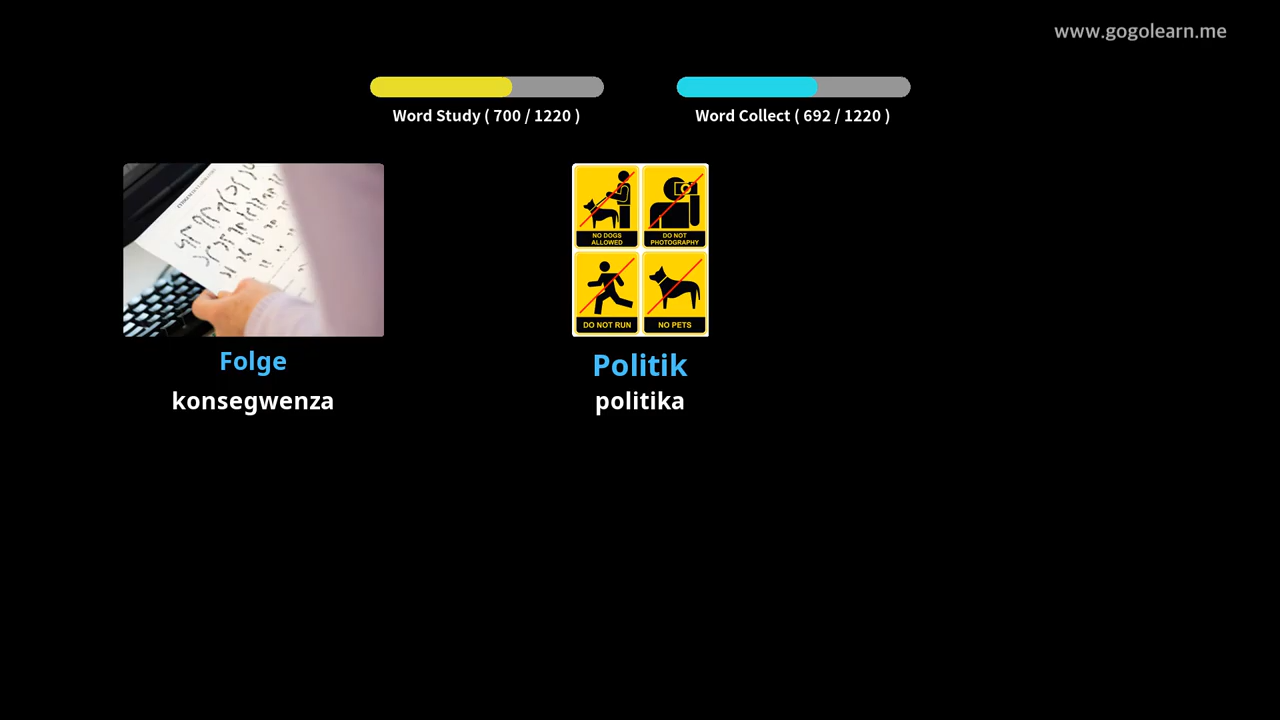 www.gogolearn.me
Word Study ( 700 / 1220 )
Word Collect ( 692 / 1220 )
NO DOGS
ALLOWED
DO NOT
PHOTOGRAPHY
DO NOT RUN
NO PETS
Folge
konsegwenza
Politik
politika